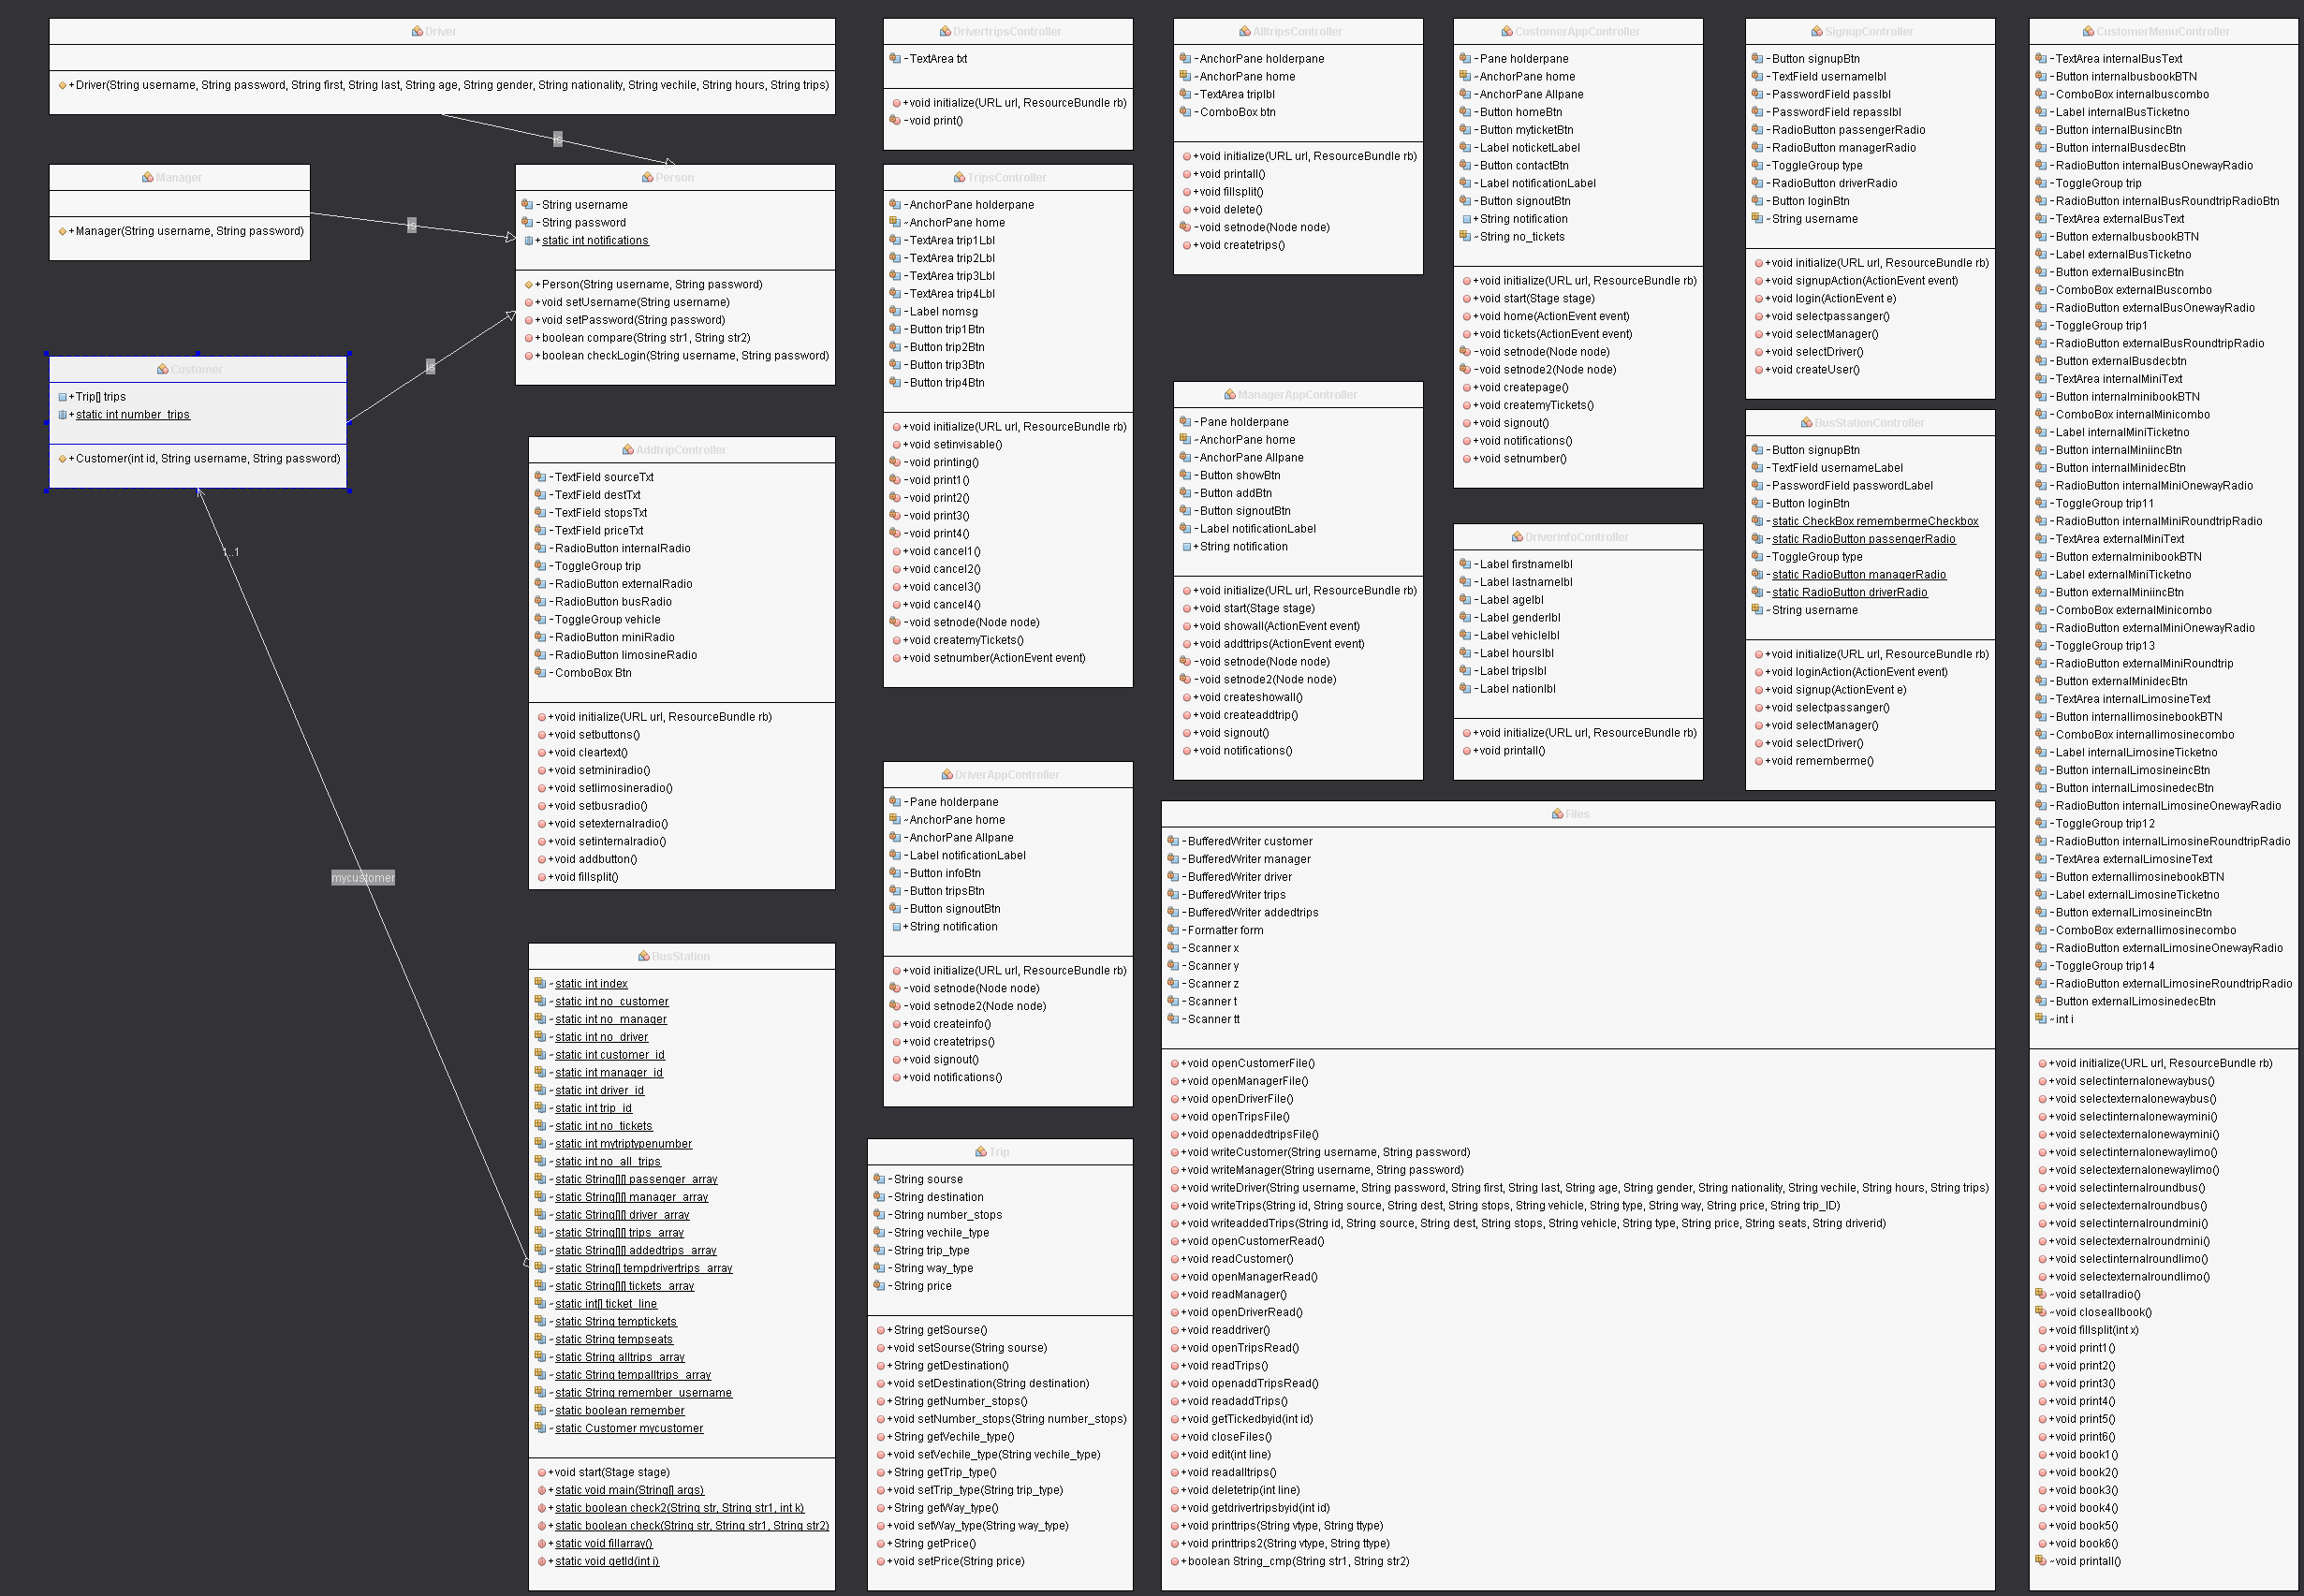 Driver
+Driver(String username, String password, String first, String last, String age, String gender, String nationality, String vechile, String hours, String trips)
is
Manager
+Manager(String username, String password)
is
Person
-String username
-String password
+static int notifications
+Person(String username, String password)
+void setUsername(String username)
+void setPassword(String password)
+boolean compare(String str1, String str2)
+boolean checkLogin(String username, String password)
is
Customer
+Trip[] trips
+static int number_trips
+Customer(int id, String username, String password)
1..1
mycustomer
AddtripController
-TextField sourceTxt
-TextField destTxt
-TextField stopsTxt
-TextField priceTxt
-RadioButton internalRadio
-ToggleGroup trip
-RadioButton externalRadio
-RadioButton busRadio
-ToggleGroup vehicle
-RadioButton miniRadio
-RadioButton limosineRadio
-ComboBox Btn
+void initialize(URL url, ResourceBundle rb)
+void setbuttons()
+void cleartext()
+void setminiradio()
+void setlimosineradio()
+void setbusradio()
+void setexternalradio()
+void setinternalradio()
+void addbutton()
+void fillsplit()
BusStation
~static int index
~static int no_customer
~static int no_manager
~static int no_driver
~static int customer_id
~static int manager_id
~static int driver_id
~static int trip_id
~static int no_tickets
~static int mytriptypenumber
~static int no_all_trips
~static String[][] passenger_array
~static String[][] manager_array
~static String[][] driver_array
~static String[][] trips_array
~static String[][] addedtrips_array
~static String[] tempdrivertrips_array
~static String[][] tickets_array
~static int[] ticket_line
~static String temptickets
~static String tempseats
~static String alltrips_array
~static String tempalltrips_array
~static String remember_username
~static boolean remember
~static Customer mycustomer
+void start(Stage stage)
+static void main(String[] args)
+static boolean check2(String str, String str1, int k)
+static boolean check(String str, String str1, String str2)
+static void fillarray()
+static void getId(int i)
DrivertripsController
-TextArea txt
+void initialize(URL url, ResourceBundle rb)
-void print()
TripsController
-AnchorPane holderpane
~AnchorPane home
-TextArea trip1Lbl
-TextArea trip2Lbl
-TextArea trip3Lbl
-TextArea trip4Lbl
-Label nomsg
-Button trip1Btn
-Button trip2Btn
-Button trip3Btn
-Button trip4Btn
+void initialize(URL url, ResourceBundle rb)
+void setinvisable()
-void printing()
-void print1()
-void print2()
-void print3()
-void print4()
+void cancel1()
+void cancel2()
+void cancel3()
+void cancel4()
-void setnode(Node node)
+void createmyTickets()
+void setnumber(ActionEvent event)
DriverAppController
-Pane holderpane
~AnchorPane home
-AnchorPane Allpane
-Label notificationLabel
-Button infoBtn
-Button tripsBtn
-Button signoutBtn
+String notification
+void initialize(URL url, ResourceBundle rb)
-void setnode(Node node)
-void setnode2(Node node)
+void createinfo()
+void createtrips()
+void signout()
+void notifications()
Trip
-String sourse
-String destination
-String number_stops
-String vechile_type
-String trip_type
-String way_type
-String price
+String getSourse()
+void setSourse(String sourse)
+String getDestination()
+void setDestination(String destination)
+String getNumber_stops()
+void setNumber_stops(String number_stops)
+String getVechile_type()
+void setVechile_type(String vechile_type)
+String getTrip_type()
+void setTrip_type(String trip_type)
+String getWay_type()
+void setWay_type(String way_type)
+String getPrice()
+void setPrice(String price)
AlltripsController
-AnchorPane holderpane
~AnchorPane home
-TextArea triplbl
-ComboBox btn
+void initialize(URL url, ResourceBundle rb)
+void printall()
+void fillsplit()
+void delete()
-void setnode(Node node)
+void createtrips()
ManagerAppController
-Pane holderpane
~AnchorPane home
-AnchorPane Allpane
-Button showBtn
-Button addBtn
-Button signoutBtn
-Label notificationLabel
+String notification
+void initialize(URL url, ResourceBundle rb)
+void start(Stage stage)
+void showall(ActionEvent event)
+void addttrips(ActionEvent event)
-void setnode(Node node)
-void setnode2(Node node)
+void createshowall()
+void createaddtrip()
+void signout()
+void notifications()
CustomerAppController
-Pane holderpane
~AnchorPane home
-AnchorPane Allpane
-Button homeBtn
-Button myticketBtn
-Label noticketLabel
-Button contactBtn
-Label notificationLabel
-Button signoutBtn
+String notification
~String no_tickets
+void initialize(URL url, ResourceBundle rb)
+void start(Stage stage)
+void home(ActionEvent event)
+void tickets(ActionEvent event)
-void setnode(Node node)
-void setnode2(Node node)
+void createpage()
+void createmyTickets()
+void signout()
+void notifications()
+void setnumber()
DriverinfoController
-Label firstnamelbl
-Label lastnamelbl
-Label agelbl
-Label genderlbl
-Label vehiclelbl
-Label hourslbl
-Label tripslbl
-Label nationlbl
+void initialize(URL url, ResourceBundle rb)
+void printall()
SignupController
-Button signupBtn
-TextField usernamelbl
-PasswordField passlbl
-PasswordField repasslbl
-RadioButton passengerRadio
-RadioButton managerRadio
-ToggleGroup type
-RadioButton driverRadio
-Button loginBtn
~String username
+void initialize(URL url, ResourceBundle rb)
+void signupAction(ActionEvent event)
+void login(ActionEvent e)
+void selectpassanger()
+void selectManager()
+void selectDriver()
+void createUser()
BusStationController
-Button signupBtn
-TextField usernameLabel
-PasswordField passwordLabel
-Button loginBtn
-static CheckBox remembermeCheckbox
-static RadioButton passengerRadio
-ToggleGroup type
-static RadioButton managerRadio
-static RadioButton driverRadio
~String username
+void initialize(URL url, ResourceBundle rb)
+void loginAction(ActionEvent event)
+void signup(ActionEvent e)
+void selectpassanger()
+void selectManager()
+void selectDriver()
+void rememberme()
Files
-BufferedWriter customer
-BufferedWriter manager
-BufferedWriter driver
-BufferedWriter trips
-BufferedWriter addedtrips
-Formatter form
-Scanner x
-Scanner y
-Scanner z
-Scanner t
-Scanner tt
+void openCustomerFile()
+void openManagerFile()
+void openDriverFile()
+void openTripsFile()
+void openaddedtripsFile()
+void writeCustomer(String username, String password)
+void writeManager(String username, String password)
+void writeDriver(String username, String password, String first, String last, String age, String gender, String nationality, String vechile, String hours, String trips)
+void writeTrips(String id, String source, String dest, String stops, String vehicle, String type, String way, String price, String trip_ID)
+void writeaddedTrips(String id, String source, String dest, String stops, String vehicle, String type, String price, String seats, String driverid)
+void openCustomerRead()
+void readCustomer()
+void openManagerRead()
+void readManager()
+void openDriverRead()
+void readdriver()
+void openTripsRead()
+void readTrips()
+void openaddTripsRead()
+void readaddTrips()
+void getTickedbyid(int id)
+void closeFiles()
+void edit(int line)
+void readalltrips()
+void deletetrip(int line)
+void getdrivertripsbyid(int id)
+void printtrips(String vtype, String ttype)
+void printtrips2(String vtype, String ttype)
+boolean String_cmp(String str1, String str2)
CustomerMenuController
-TextArea internalBusText
-Button internalbusbookBTN
-ComboBox internalbuscombo
-Label internalBusTicketno
-Button internalBusincBtn
-Button internalBusdecBtn
-RadioButton internalBusOnewayRadio
-ToggleGroup trip
-RadioButton internalBusRoundtripRadioBtn
-TextArea externalBusText
-Button externalbusbookBTN
-Label externalBusTicketno
-Button externalBusincBtn
-ComboBox externalBuscombo
-RadioButton externalBusOnewayRadio
-ToggleGroup trip1
-RadioButton externalBusRoundtripRadio
-Button externalBusdecbtn
-TextArea internalMiniText
-Button internalminibookBTN
-ComboBox internalMinicombo
-Label internalMiniTicketno
-Button internalMiniincBtn
-Button internalMinidecBtn
-RadioButton internalMiniOnewayRadio
-ToggleGroup trip11
-RadioButton internalMiniRoundtripRadio
-TextArea externalMiniText
-Button externalminibookBTN
-Label externalMiniTicketno
-Button externalMiniincBtn
-ComboBox externalMinicombo
-RadioButton externalMiniOnewayRadio
-ToggleGroup trip13
-RadioButton externalMiniRoundtrip
-Button externalMinidecBtn
-TextArea internalLimosineText
-Button internallimosinebookBTN
-ComboBox internallimosinecombo
-Label internalLimosineTicketno
-Button internalLimosineincBtn
-Button internalLimosinedecBtn
-RadioButton internalLimosineOnewayRadio
-ToggleGroup trip12
-RadioButton internalLimosineRoundtripRadio
-TextArea externalLimosineText
-Button externallimosinebookBTN
-Label externalLimosineTicketno
-Button externalLimosineincBtn
-ComboBox externallimosinecombo
-RadioButton externalLimosineOnewayRadio
-ToggleGroup trip14
-RadioButton externalLimosineRoundtripRadio
-Button externalLimosinedecBtn
~int i
+void initialize(URL url, ResourceBundle rb)
+void selectinternalonewaybus()
+void selectexternalonewaybus()
+void selectinternalonewaymini()
+void selectexternalonewaymini()
+void selectinternalonewaylimo()
+void selectexternalonewaylimo()
+void selectinternalroundbus()
+void selectexternalroundbus()
+void selectinternalroundmini()
+void selectexternalroundmini()
+void selectinternalroundlimo()
+void selectexternalroundlimo()
~void setallradio()
~void closeallbook()
+void fillsplit(int x)
+void print1()
+void print2()
+void print3()
+void print4()
+void print5()
+void print6()
+void book1()
+void book2()
+void book3()
+void book4()
+void book5()
+void book6()
~void printall()